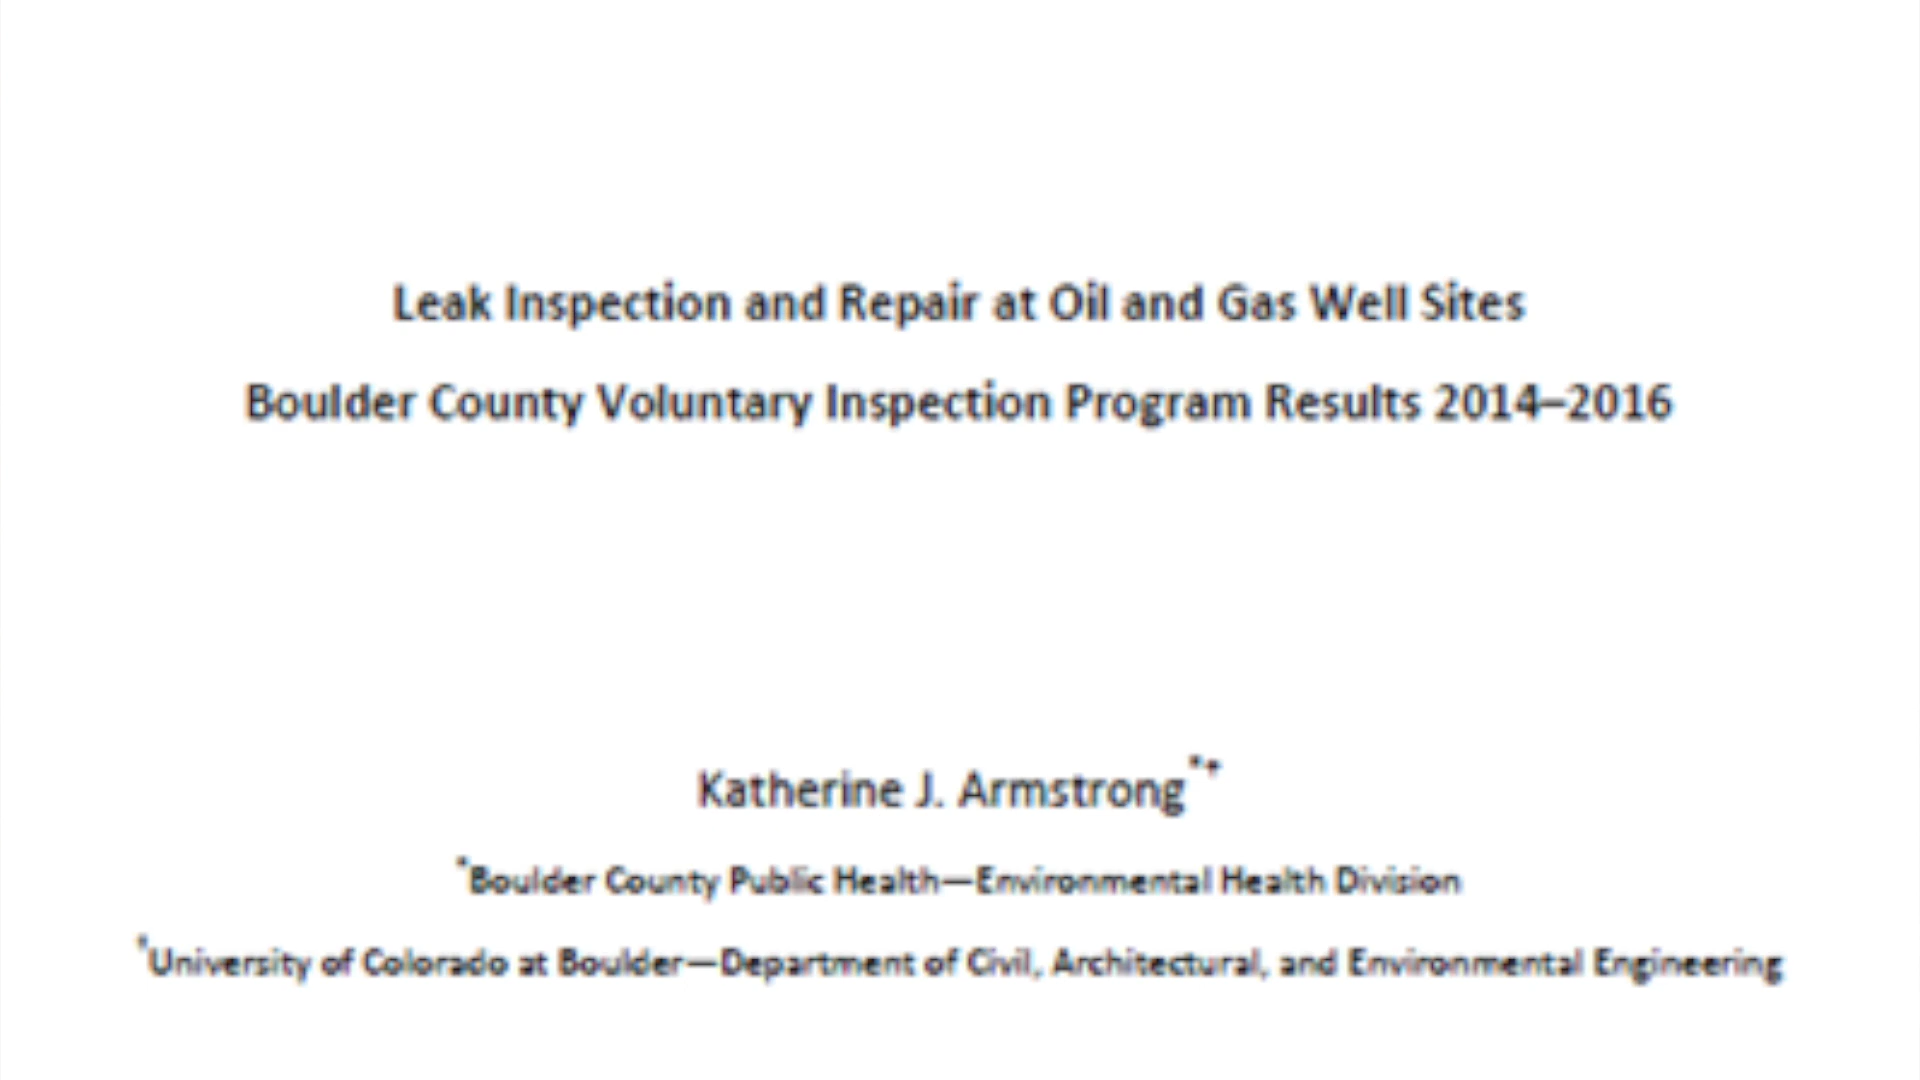 Leak Inspection and Repair at Oil and Gas Well Sites
Boulder County Voluntary Inspection Program Results 2014–2016
Katherine J. Armstrong*†
*Boulder County Public Health—Environmental Health Division
†University of Colorado at Boulder—Department of Civil, Architectural, and Environmental Engineering